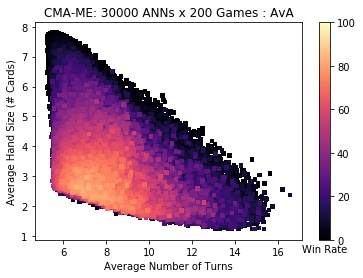 CMA-ME: 30000 ANNs x 200 Games : AvA
8
7
6
5
4
3
2
1
Average Hand Size (# Cards)
6 8 10 12 14 16
Average Number of Turns
100
80
60
40
20
0
Win Rate